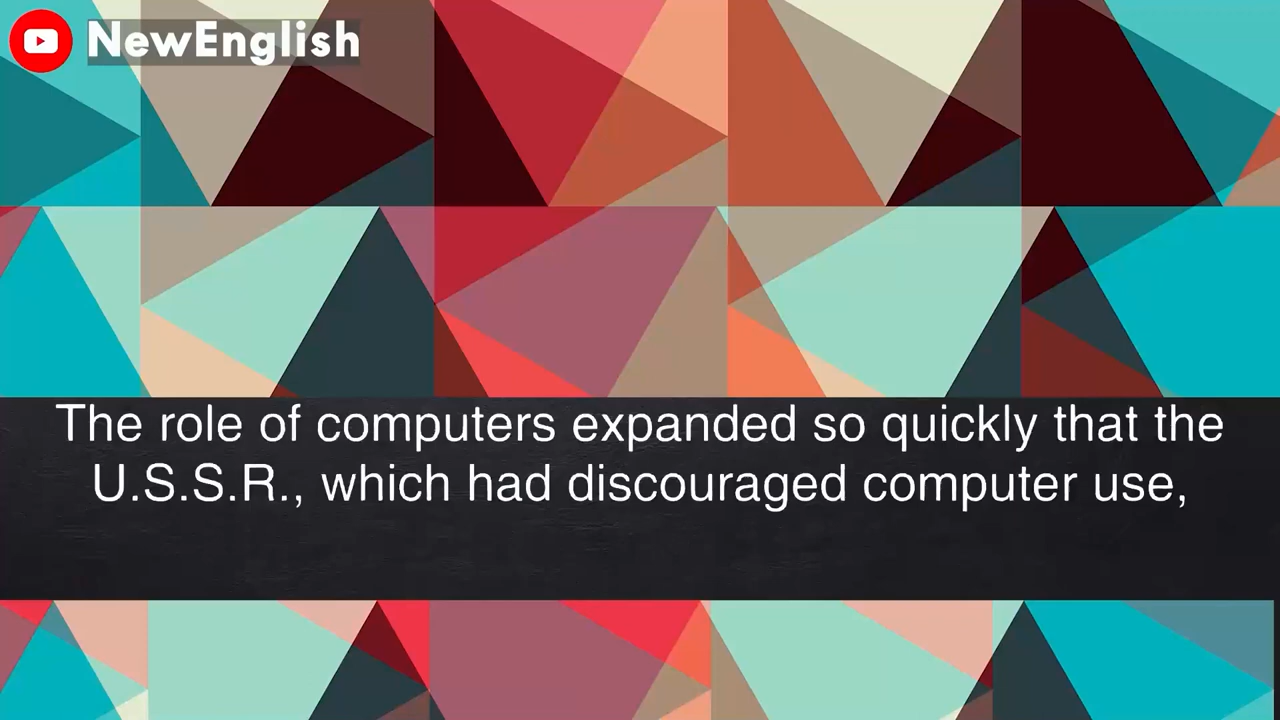 NewEnglish
The role of computers expanded so quickly that the
U.S.S.R., which had discouraged computer use,